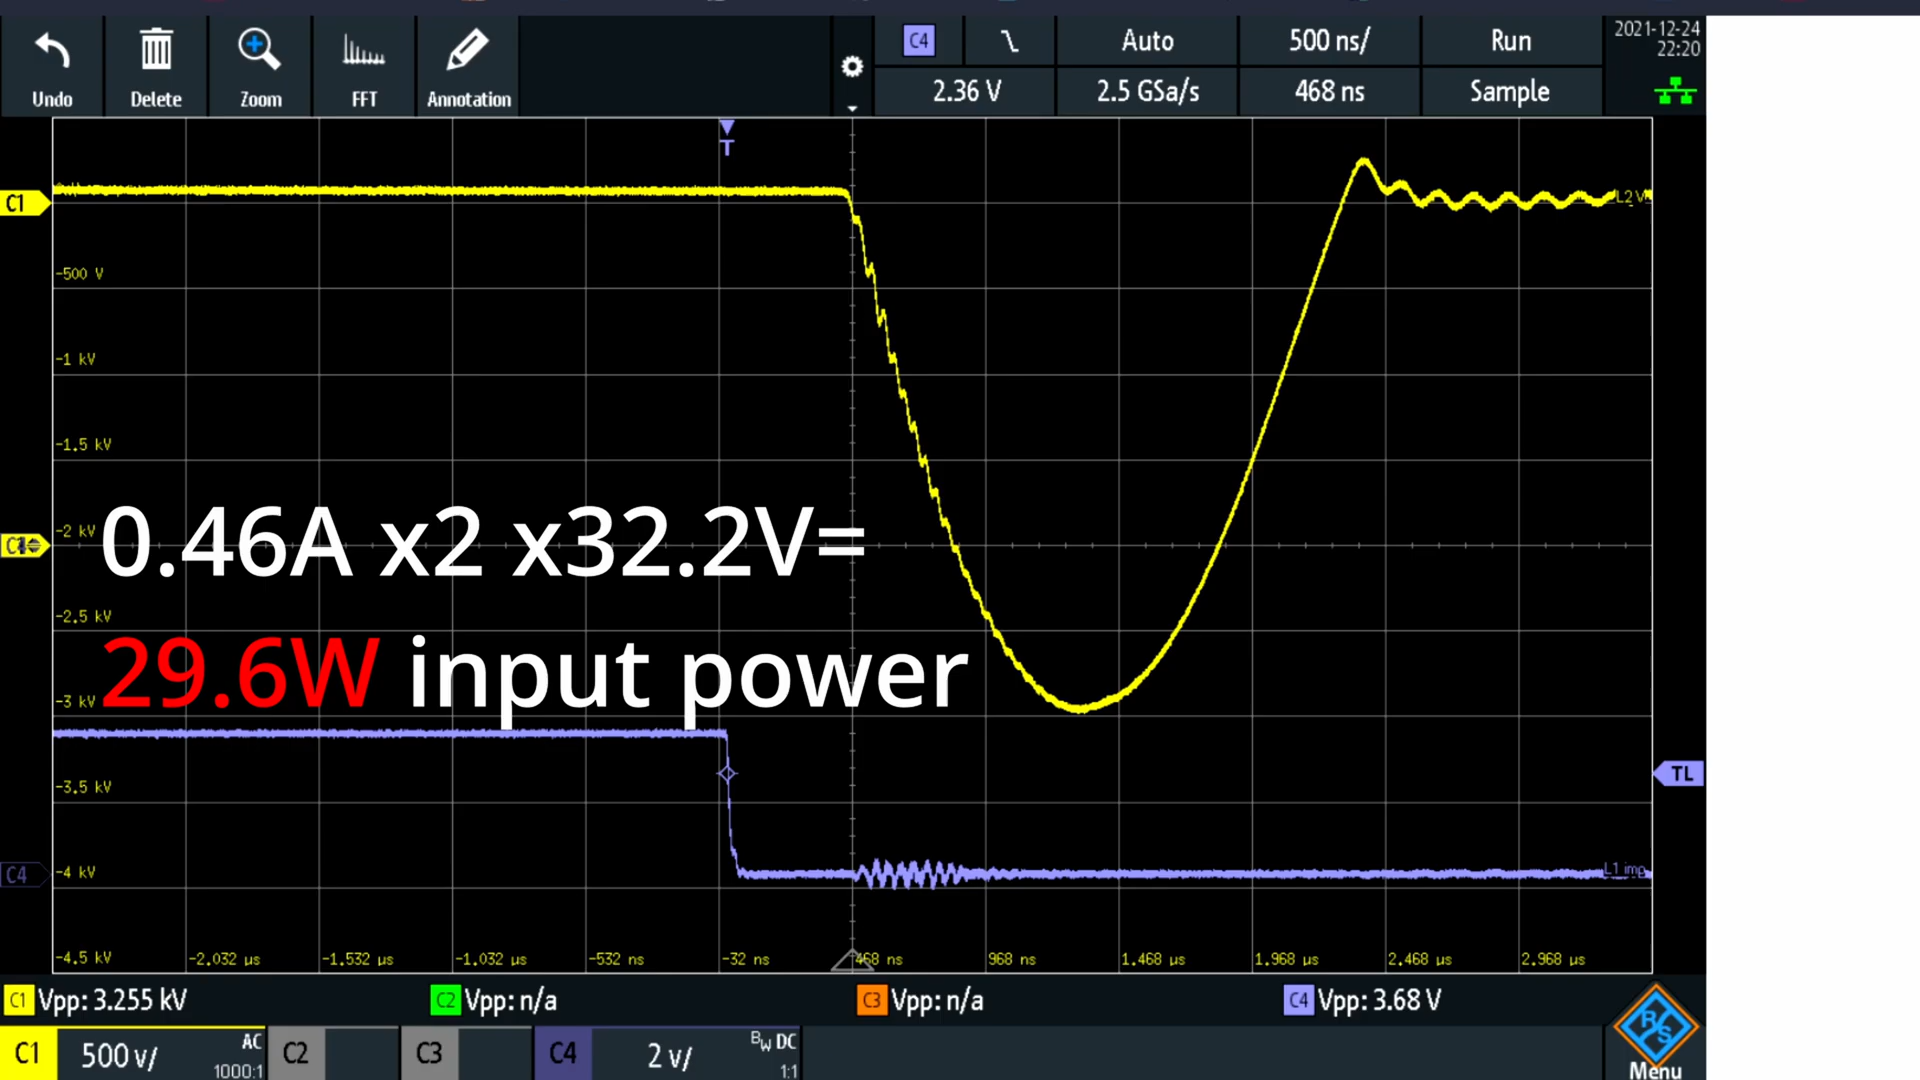 C4
Auto
500 ns/
Run
2021-12-24
22:20
Undo
Delete
Zoom
FFT
Annotation
2.36 V
2.5 GSa/s
468 ns
Sample
T
C1
L2 V
-500 V
-1 kV
-1.5 kV
-2 kV
0.46A x2 x32.2V=
-2.5 kV
29.6W input power
-3 kV
TL
-3.5 kV
C4
-4 kV
L1 imp
-4.5 kV
-2.032 µs
-1.532 µs
-1.032 µs
-532 ns
-32 ns
468 ns
968 ns
1.468 µs
1.968 µs
2.468 µs
2.968 µs
C1 Vpp: 3.255 kV
C2 Vpp: n/a
C3 Vpp: n/a
C4 Vpp: 3.68 V
R&S
C1
500 v/
AC
1000:1
C2
C3
C4
2 v/
BW DC
1:1
Menu